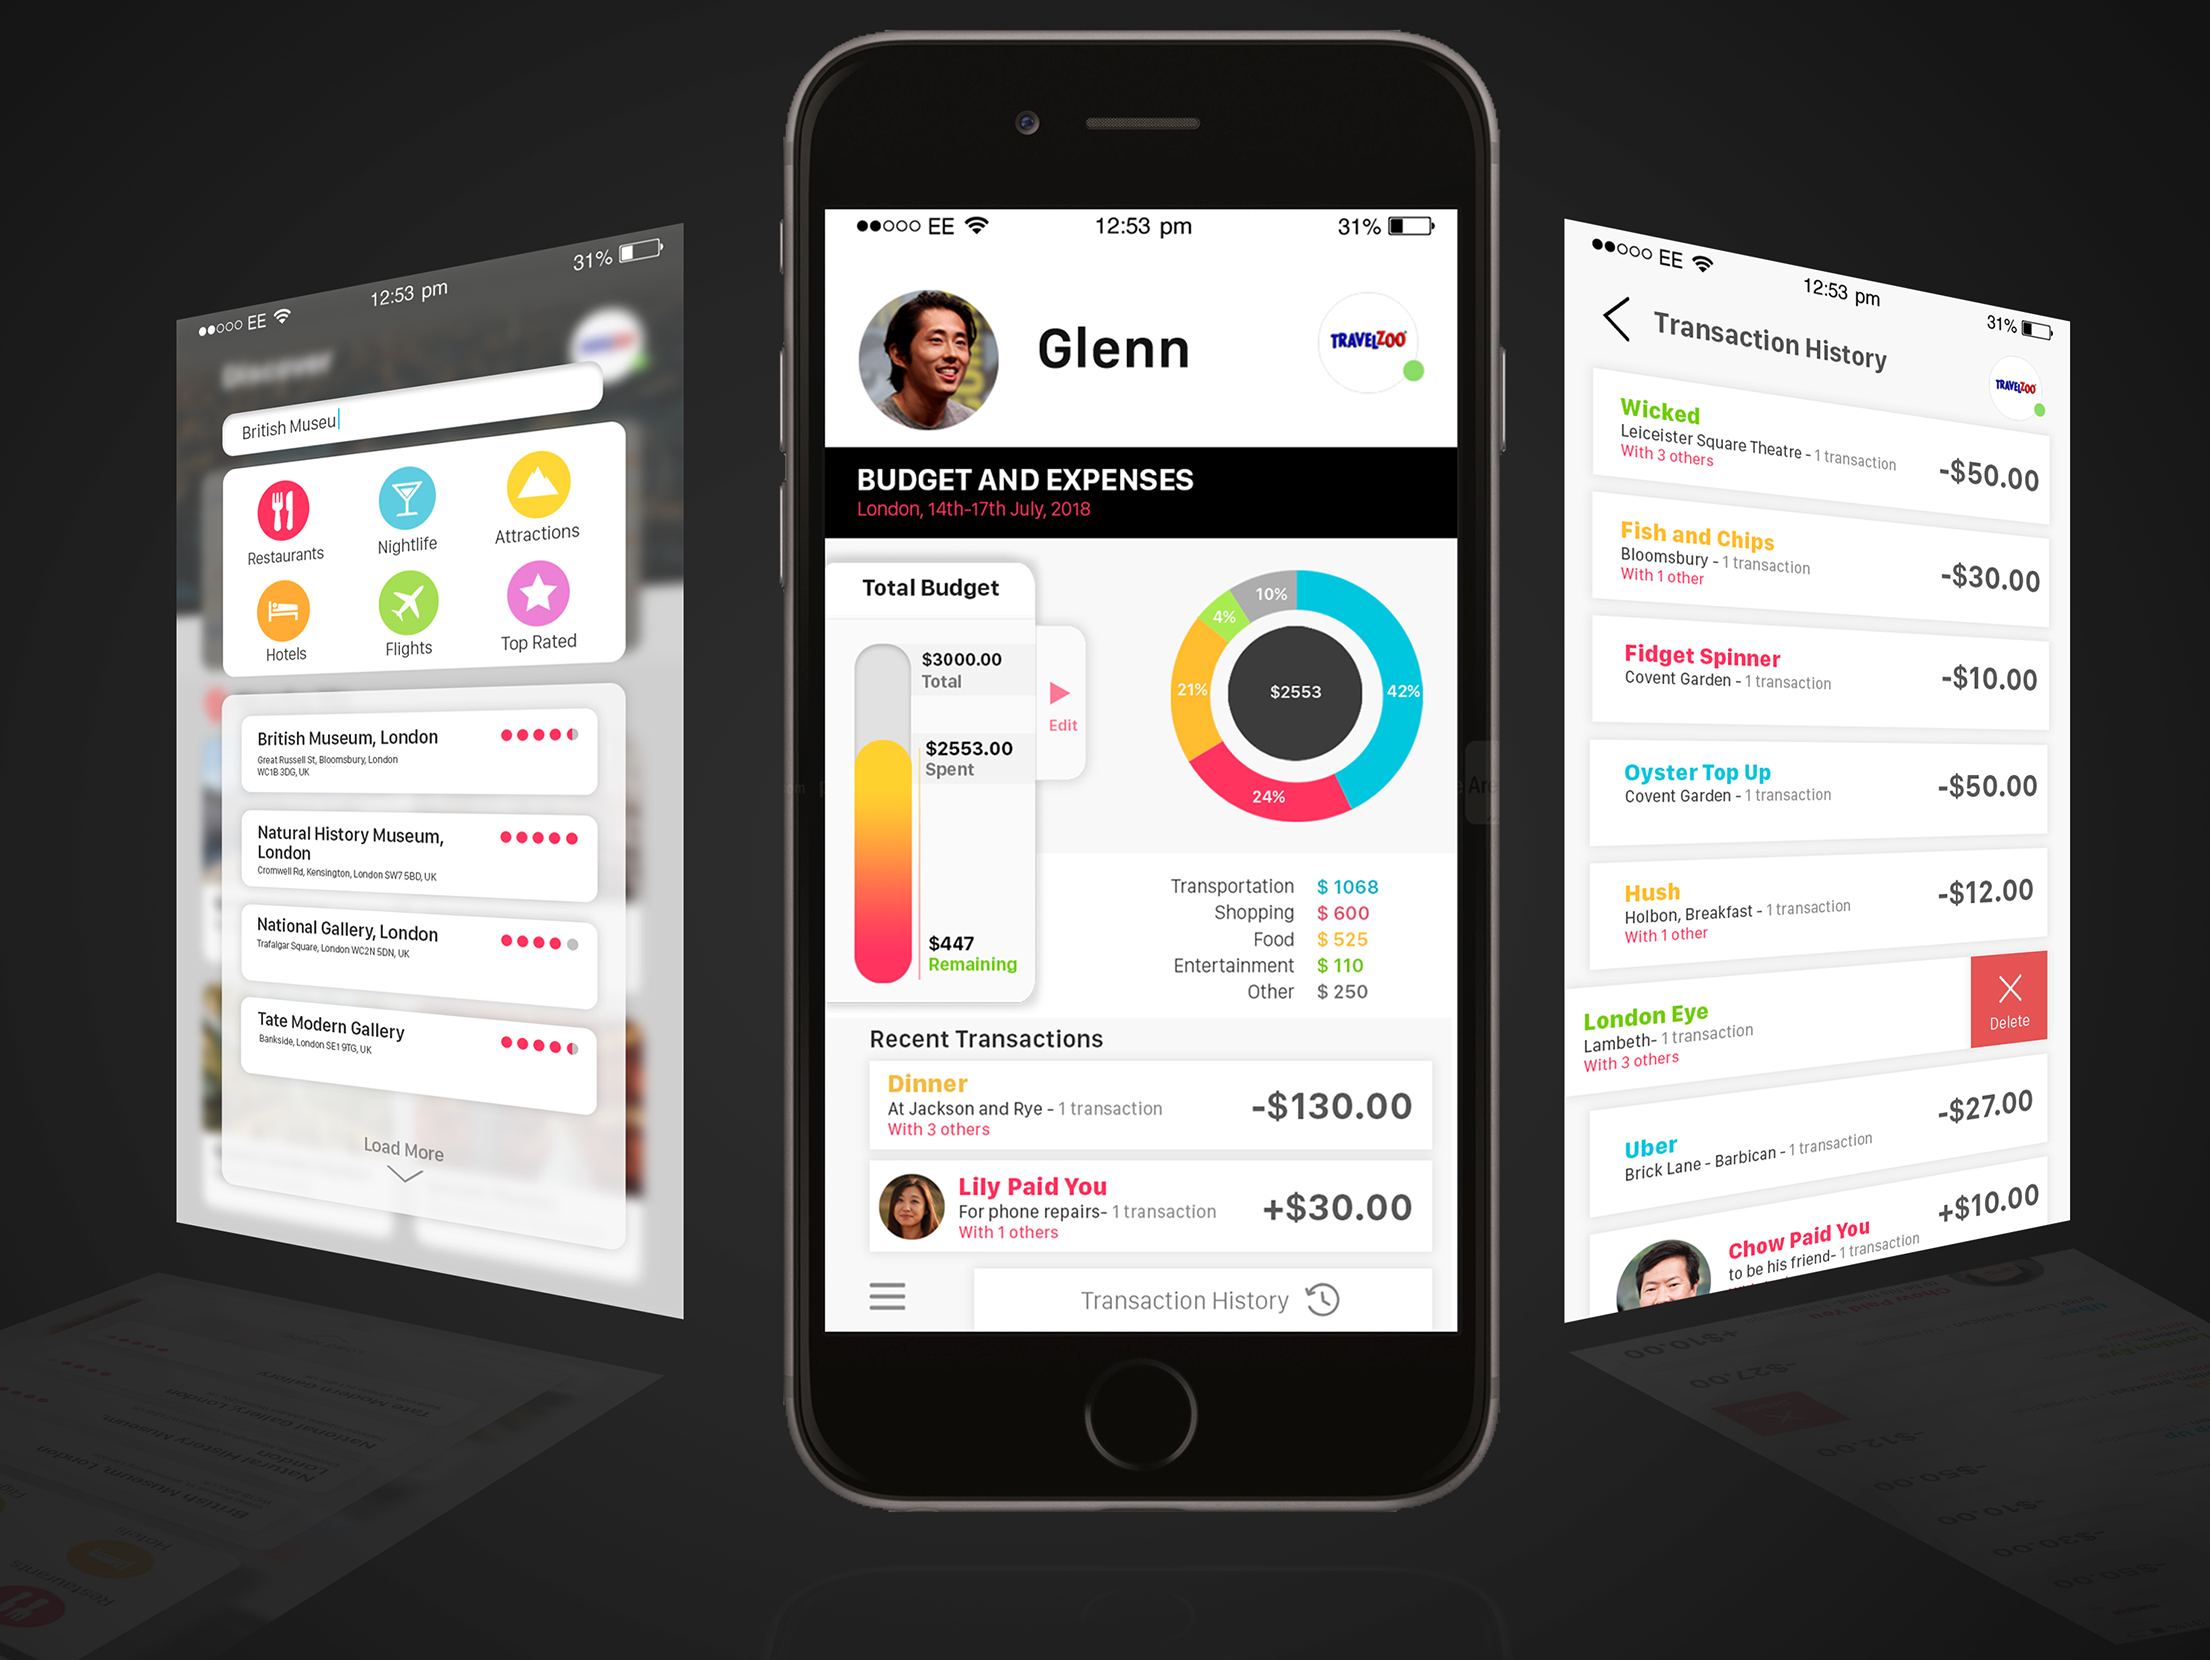 EE
12:53 pm
31%
Discover
British Museu
Restaurants
Nightlife
Attractions
Hotels
Flights
Top Rated
British Museum, London
Great Russell St, Bloomsbury, London
WC1B 3DG, UK
Natural History Museum,
London
Cromwell Rd, Kensington, London SW7 5BD, UK
National Gallery, London
Trafalgar Square, London WC2N 5DN, UK
Tate Modern Gallery
Bankside, London SE1 9TG, UK
Load More
EE
12:53 pm
31%
Glenn
TRAVELZOO
BUDGET AND EXPENSES
London, 14th-17th July, 2018
Total Budget
$3000.00
Total
$2553.00
Spent
$447
Remaining
Edit
10%
4%
21%
42%
24%
$2553
Transportation $ 1068
Shopping $ 600
Food $ 525
Entertainment $ 110
Other $ 250
Recent Transactions
Dinner
At Jackson and Rye - 1 transaction
With 3 others
-$130.00
Lily Paid You
For phone repairs- 1 transaction
With 1 others
+$30.00
Transaction History
EE
12:53 pm
31%
Transaction History
TRAVELZOO
Wicked
Leiceister Square Theatre - 1 transaction
With 3 others
-$50.00
Fish and Chips
Bloomsbury - 1 transaction
With 1 other
-$30.00
Fidget Spinner
Covent Garden - 1 transaction
-$10.00
Oyster Top Up
Covent Garden - 1 transaction
-$50.00
Hush
Holbon, Breakfast - 1 transaction
With 1 other
-$12.00
London Eye
Lambeth- 1 transaction
With 3 others
Delete
Uber
Brick Lane - Barbican - 1 transaction
-$27.00
Chow Paid You
to be his friend- 1 transaction
+$10.00